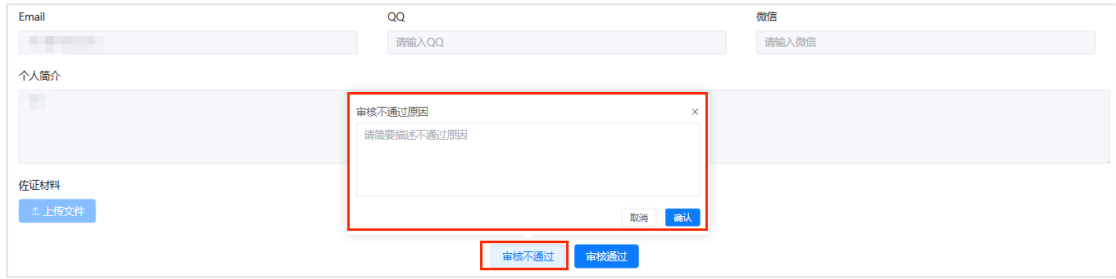 Email QQ 微信
请输入QQ 请输入微信
个人简介
审核不通过原因
请简要描述不通过原因
佐证材料
上传文件
取消 确认
审核不通过 审核通过